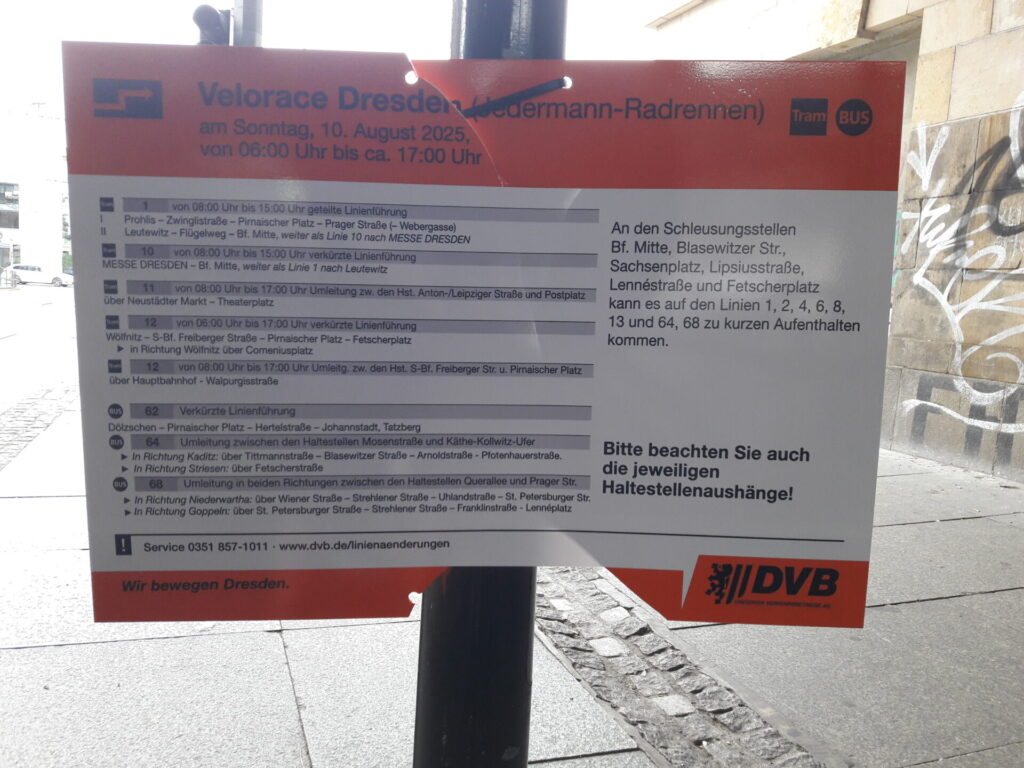 Velorace Dresden (Jedermann-Radrennen)
am Sonntag, 10. August 2025,
von 06:00 Uhr bis ca. 17:00 Uhr
Tram BUS
Tram 1 von 08:00 Uhr bis 15:00 Uhr geteilte Linienführung
I Prohlis – Zwinglistraße – Pirnaischer Platz – Prager Straße (– Webergasse)
II Leutewitz – Flügelweg – Bf. Mitte, weiter als Linie 10 nach MESSE DRESDEN
Tram 10 von 08:00 Uhr bis 15:00 Uhr verkürzte Linienführung
MESSE DRESDEN – Bf. Mitte, weiter als Linie 1 nach Leutewitz
Tram 11 von 08:00 Uhr bis 17:00 Uhr Umleitung zw. den Hst. Anton-/Leipziger Straße und Postplatz
über Neustädter Markt – Theaterplatz
Tram 12 von 06:00 Uhr bis 17:00 Uhr verkürzte Linienführung
Wölfnitz – S-Bf. Freiberger Straße – Pirnaischer Platz – Fetscherplatz
▶ in Richtung Wölfnitz über Comeniusplatz
Tram 12 von 08:00 Uhr bis 17:00 Uhr Umleitg. zw. den Hst. S-Bf. Freiberger Str. u. Pirnaischer Platz
über Hauptbahnhof - Walpurgisstraße
BUS 62 Verkürzte Linienführung
Dölzschen – Pirnaischer Platz – Hertelstraße – Johannstadt, Tatzberg
BUS 64 Umleitung zwischen den Haltestellen Mosenstraße und Käthe-Kollwitz-Ufer
▶ In Richtung Kaditz: über Tittmannstraße – Blasewitzer Straße – Arnoldstraße - Pfotenhauerstraße.
▶ In Richtung Striesen: über Fetscherstraße
BUS 68 Umleitung in beiden Richtungen zwischen den Haltestellen Querallee und Prager Str.
▶ In Richtung Niederwartha: über Wiener Straße – Strehlener Straße – Uhlandstraße – St. Petersburger Str.
▶ In Richtung Goppeln: über St. Petersburger Straße – Strehlener Straße – Franklinstraße - Lennéplatz
An den Schleusungsstellen
Bf. Mitte, Blasewitzer Str.,
Sachsenplatz, Lipsiusstraße,
Lennéstraße und Fetscherplatz
kann es auf den Linien 1, 2, 4, 6, 8,
13 und 64, 68 zu kurzen Aufenthalten
kommen.
Bitte beachten Sie auch
die jeweiligen
Haltestellenaushänge!
! Service 0351 857-1011 · www.dvb.de/linienaenderungen
Wir bewegen Dresden.
DVB
DRESDNER VERKEHRSBETRIEBE AG